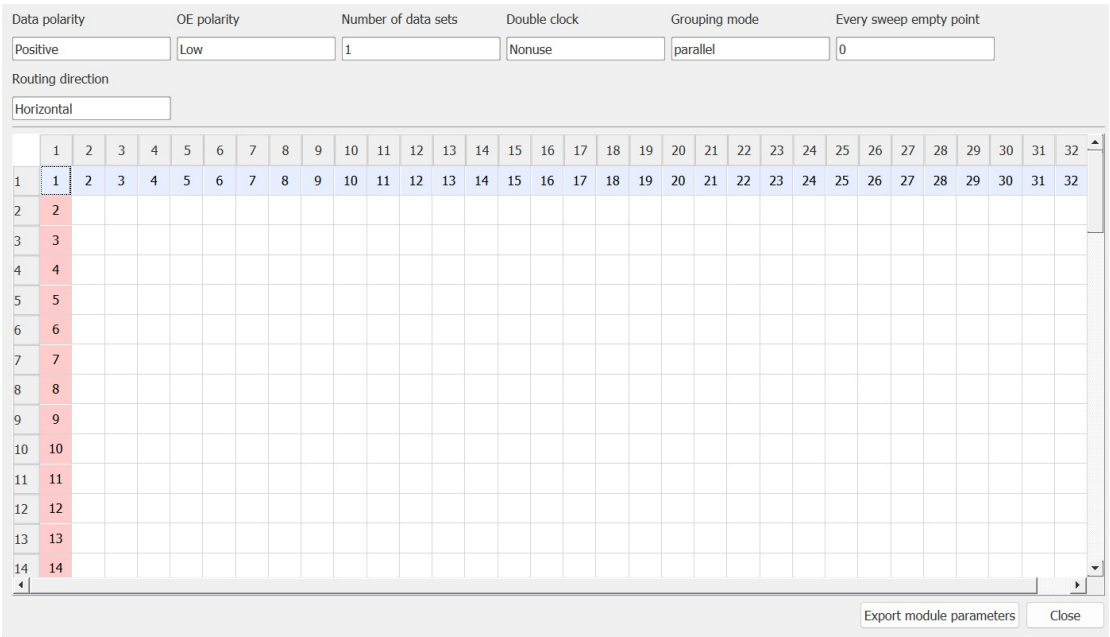 Data polarity OE polarity Number of data sets Double clock Grouping mode Every sweep empty point
Positive Low 1 Nonuse parallel 0
Routing direction
Horizontal
1 2 3 4 5 6 7 8 9 10 11 12 13 14 15 16 17 18 19 20 21 22 23 24 25 26 27 28 29 30 31 32
1 1 2 3 4 5 6 7 8 9 10 11 12 13 14 15 16 17 18 19 20 21 22 23 24 25 26 27 28 29 30 31 32
2 2
3 3
4 4
5 5
6 6
7 7
8 8
9 9
10 10
11 11
12 12
13 13
14 14
Export module parameters Close